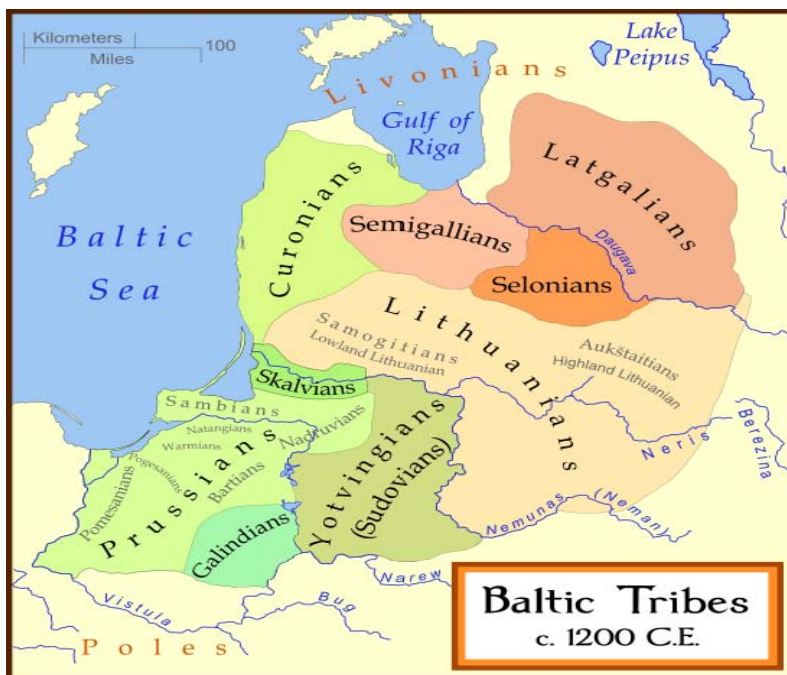 Kilometers
100
Miles
Lake
Peipus
Livonians
Gulf of
Riga
Latgalians
Curonians
Semigallians
Daugava
Baltic
Sea
Selonians
Lithuanians
Samogitians
Lowland Lithuanian
Aukštaitians
Highland Lithuanian
Skalvians
Sambians
Natangians
Nadruvians
Warmians
Pogesanians
Bartians
Pomesanians
Prussians
Yotvingians
(Sudovians)
Galindians
Neris
Berezina
Nemunas (Neman)
Narew
Bug
Vistula
Poles
Baltic Tribes
c. 1200 C.E.